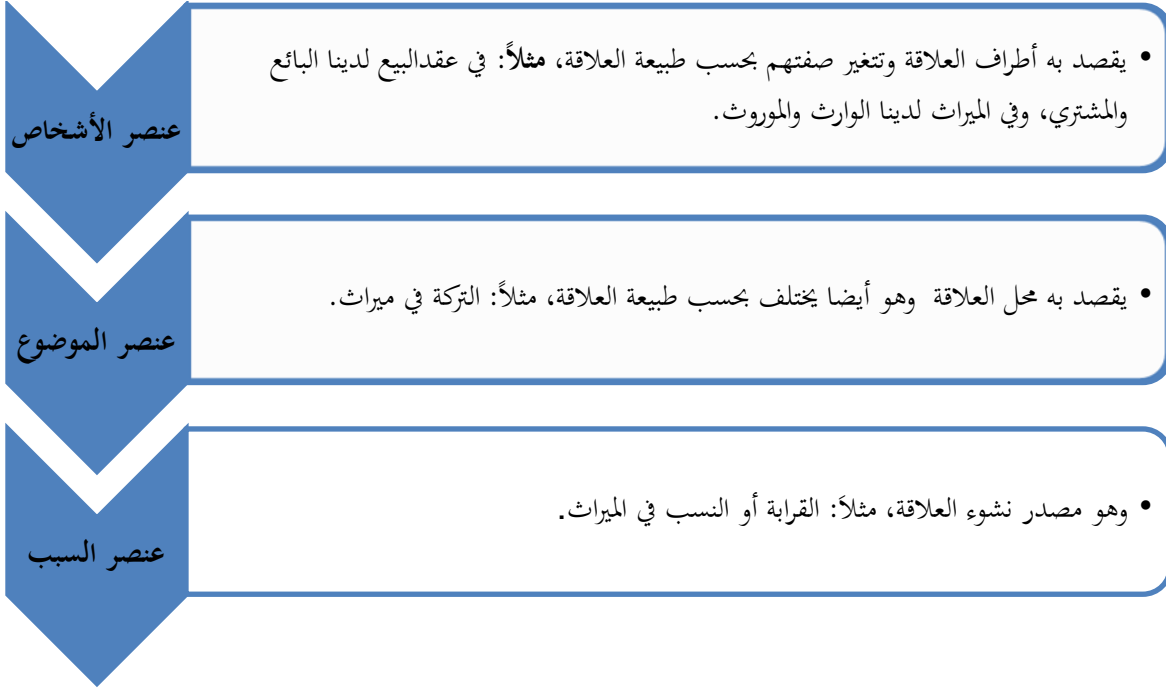 عنصر الأشخاص
• يقصد به أطراف العلاقة وتتغير صفتهم بحسب طبيعة العلاقة، مثلاً: في عقدالبيع لدينا البائع
والمشتري، وفي الميراث لدينا الوارث والموروث.
عنصر الموضوع
• يقصد به محل العلاقة وهو أيضا يختلف بحسب طبيعة العلاقة، مثلاً: التركة في ميراث.
عنصر السبب
• وهو مصدر نشوء العلاقة، مثلاَ: القرابة أو النسب في الميراث.